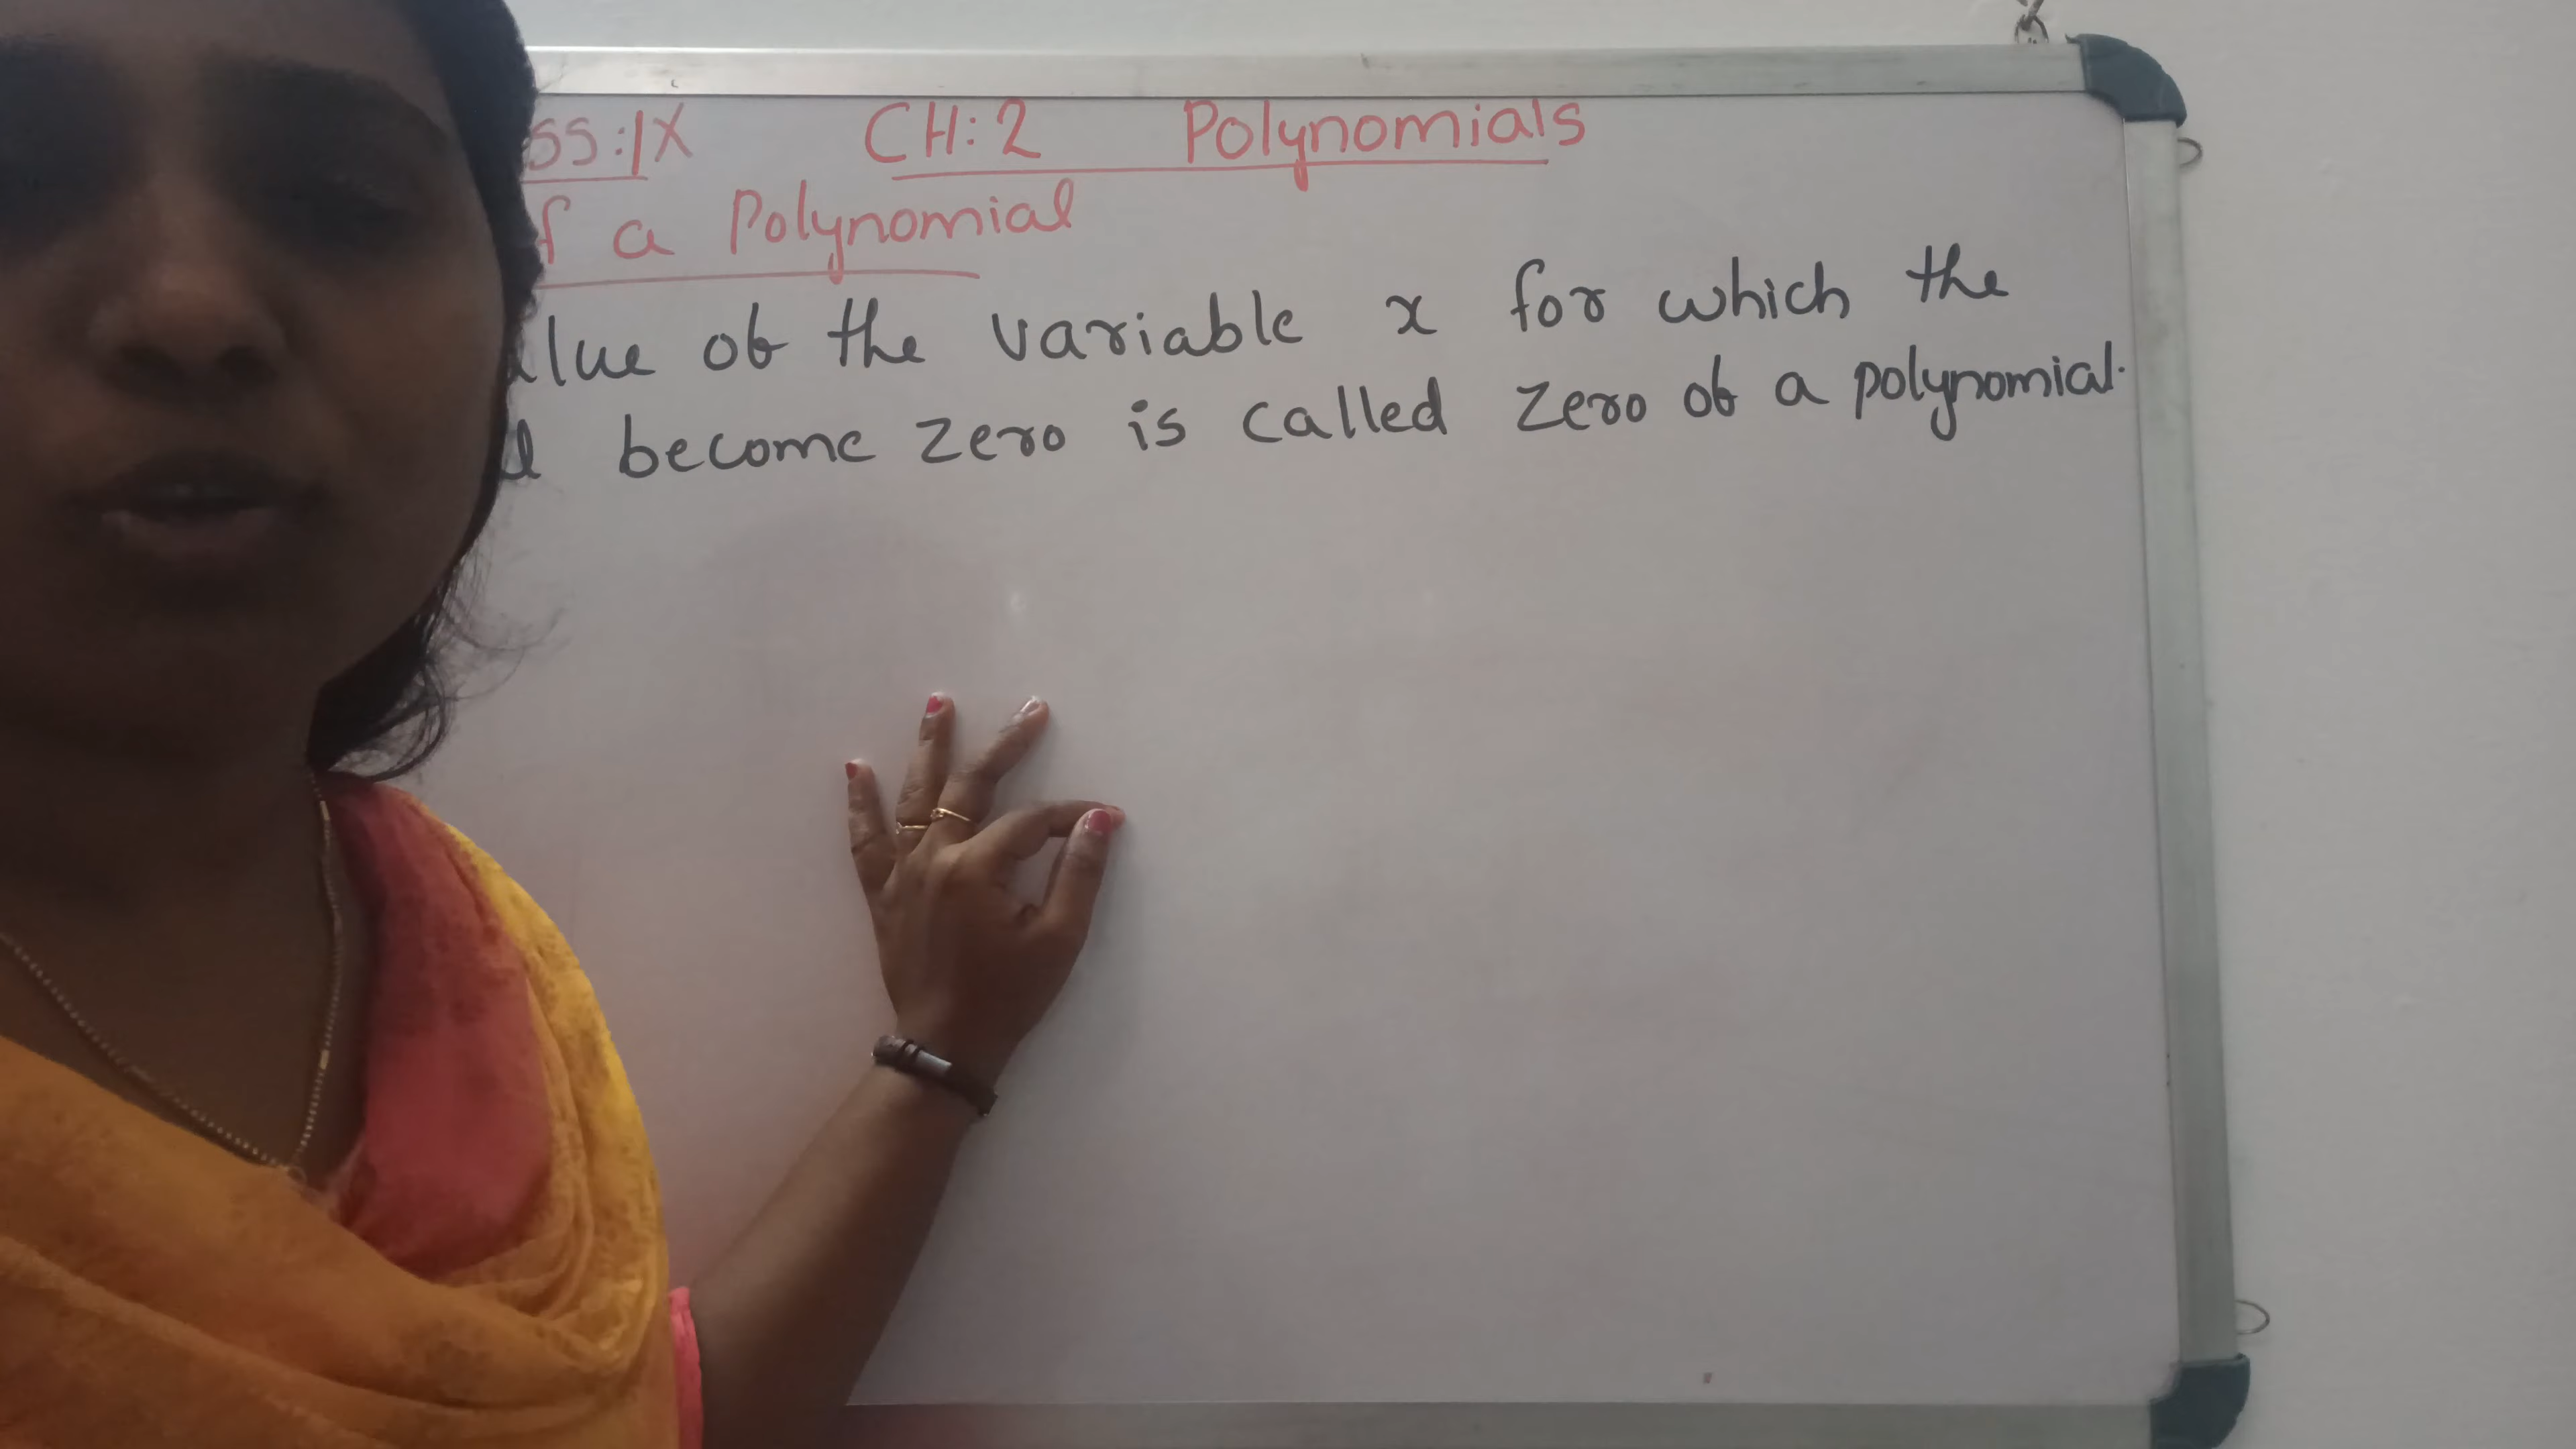 SS:IX CH:2 Polynomials
f a Polynomial
alue of the variable x for which the
become zero is called zero of a polynomial.